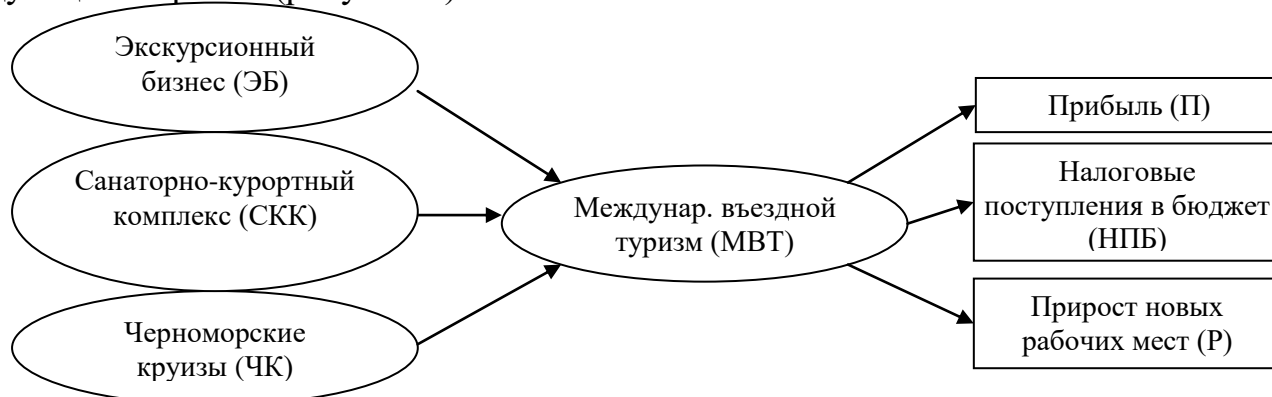 Экскурсионный
бизнес (ЭБ)
Санаторно-курортный
комплекс (СКК)
Черноморские
круизы (ЧК)
Междунар. въездной
туризм (МВТ)
Прибыль (П)
Налоговые
поступления в бюджет
(НПБ)
Прирост новых
рабочих мест (Р)